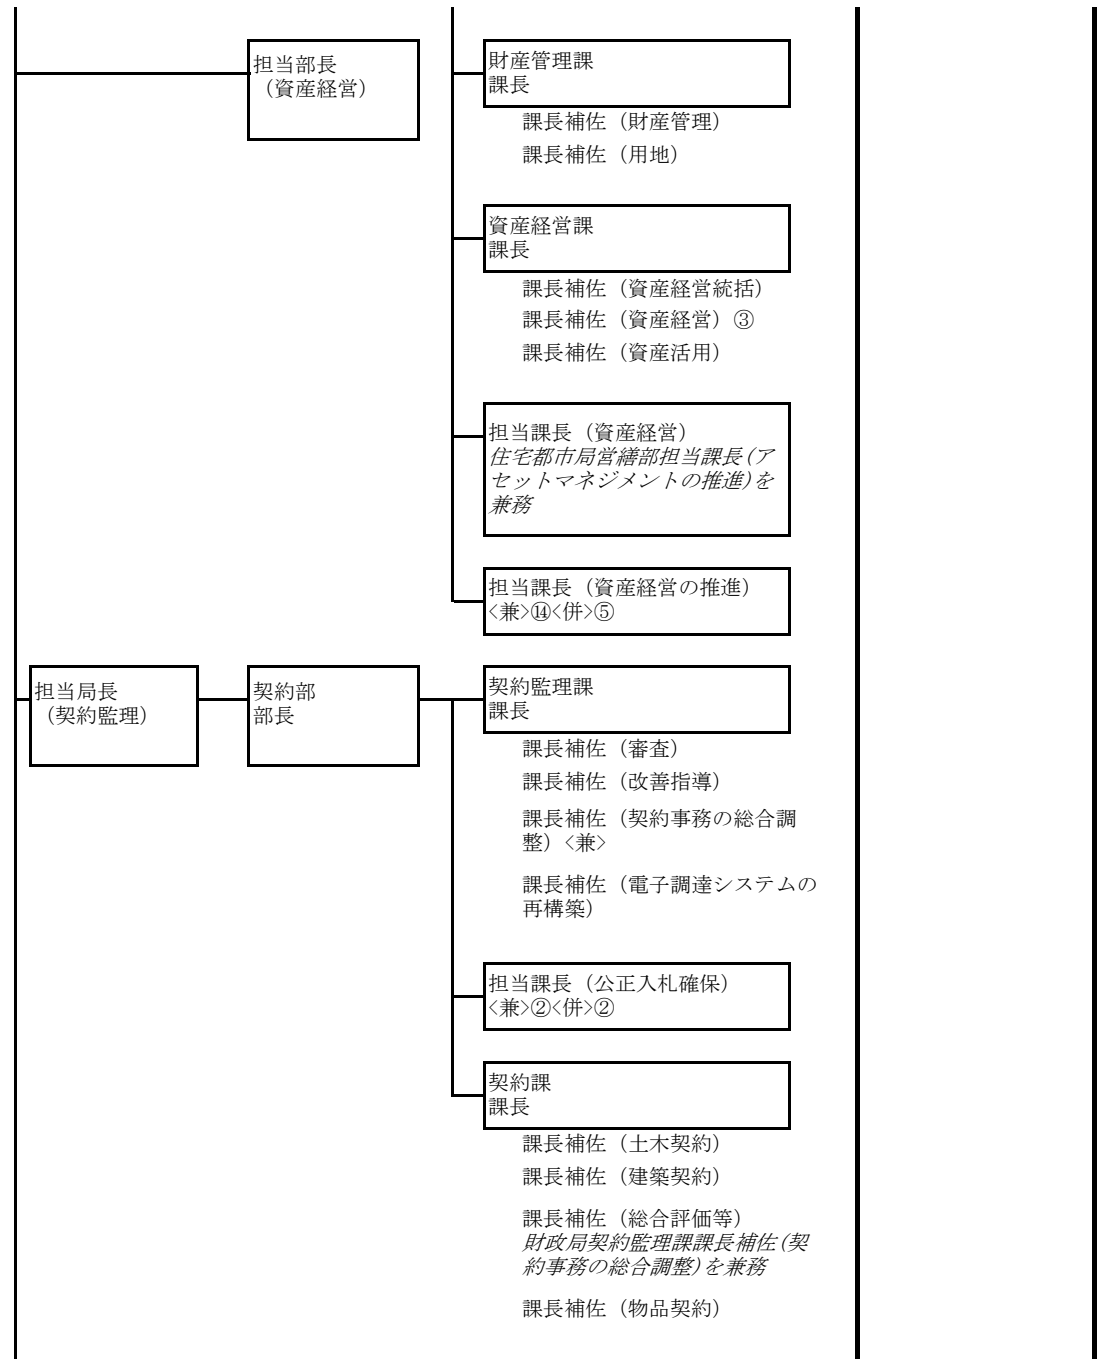 担当部長
（資産経営）
財産管理課
課長
課長補佐（財産管理）
課長補佐（用地）
資産経営課
課長
課長補佐（資産経営統括）
課長補佐（資産経営）③
課長補佐（資産活用）
担当課長（資産経営）
住宅都市局営繕部担当課長(ア
セットマネジメントの推進)を
兼務
担当課長（資産経営の推進）
<兼>⑭<併>⑤
担当局長
（契約監理）
契約部
部長
契約監理課
課長
課長補佐（審査）
課長補佐（改善指導）
課長補佐（契約事務の総合調
整）<兼>
課長補佐（電子調達システムの
再構築）
担当課長（公正入札確保）
<兼>②<併>②
契約課
課長
課長補佐（土木契約）
課長補佐（建築契約）
課長補佐（総合評価等）
財政局契約監理課課長補佐(契
約事務の総合調整)を兼務
課長補佐（物品契約）